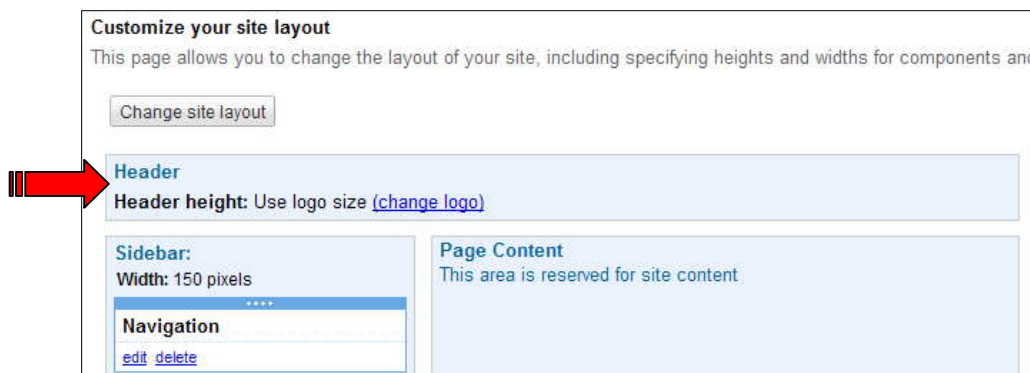 Customize your site layout
This page allows you to change the layout of your site, including specifying heights and widths for components and
Change site layout
Header
Header height: Use logo size (change logo)
Sidebar:
Width: 150 pixels
Navigation
edit delete
Page Content
This area is reserved for site content